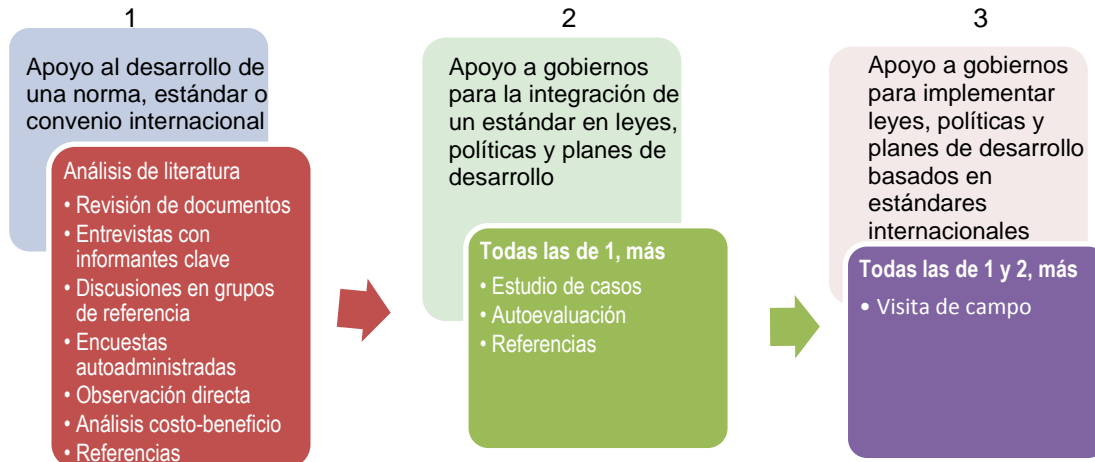 1
Apoyo al desarrollo de
una norma, estándar o
convenio internacional
Análisis de literatura
• Revisión de documentos
• Entrevistas con
informantes clave
• Discusiones en grupos
de referencia
• Encuestas
autoadministradas
• Observación directa
• Análisis costo-beneficio
• Referencias
2
Apoyo a gobiernos
para la integración de
un estándar en leyes,
políticas y planes de
desarrollo
Todas las de 1, más
• Estudio de casos
• Autoevaluación
• Referencias
3
Apoyo a gobiernos
para implementar
leyes, políticas y
planes de desarrollo
basados en
estándares
internacionales
Todas las de 1 y 2, más
• Visita de campo